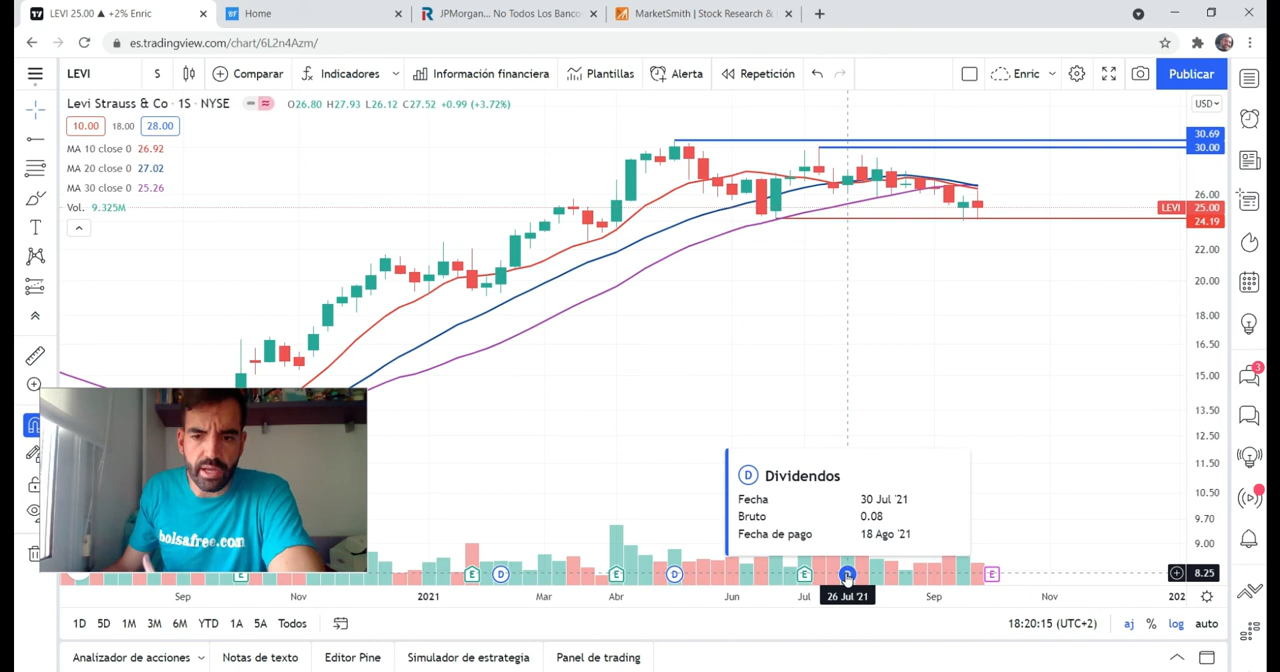 LEVI 25.00 ▲ +2% Enric
Home
JPMorgan... No Todos Los Banco
MarketSmith | Stock Research &
es.tradingview.com/chart/6L2n4Azm/
LEVI
S
Comparar
Indicadores
Información financiera
Plantillas
Alerta
Repetición
Enric
Publicar
Levi Strauss & Co · 1S · NYSE
O26.80 H27.93 L26.12 C27.52 +0.99 (+3.72%)
USD
10.00 18.00 28.00
MA 10 close 0 26.92
MA 20 close 0 27.02
MA 30 close 0 25.26
Vol. 9.325M
30.69
30.00
26.00
LEVI 25.00
24.19
22.00
20.00
18.00
16.50
15.00
13.50
12.50
11.50
10.50
9.70
9.00
8.25
3
bolsafree.com
D Dividendos
Fecha 30 Jul '21
Bruto 0.08
Fecha de pago 18 Ago '21
E E D E D E D E
Sep Nov 2021 Mar Abr Jun Jul 26 Jul '21 Sep Nov 202
1D 5D 1M 3M 6M YTD 1A 5A Todos
18:20:15 (UTC+2) aj % log auto
Analizador de acciones Notas de texto Editor Pine Simulador de estrategia Panel de trading